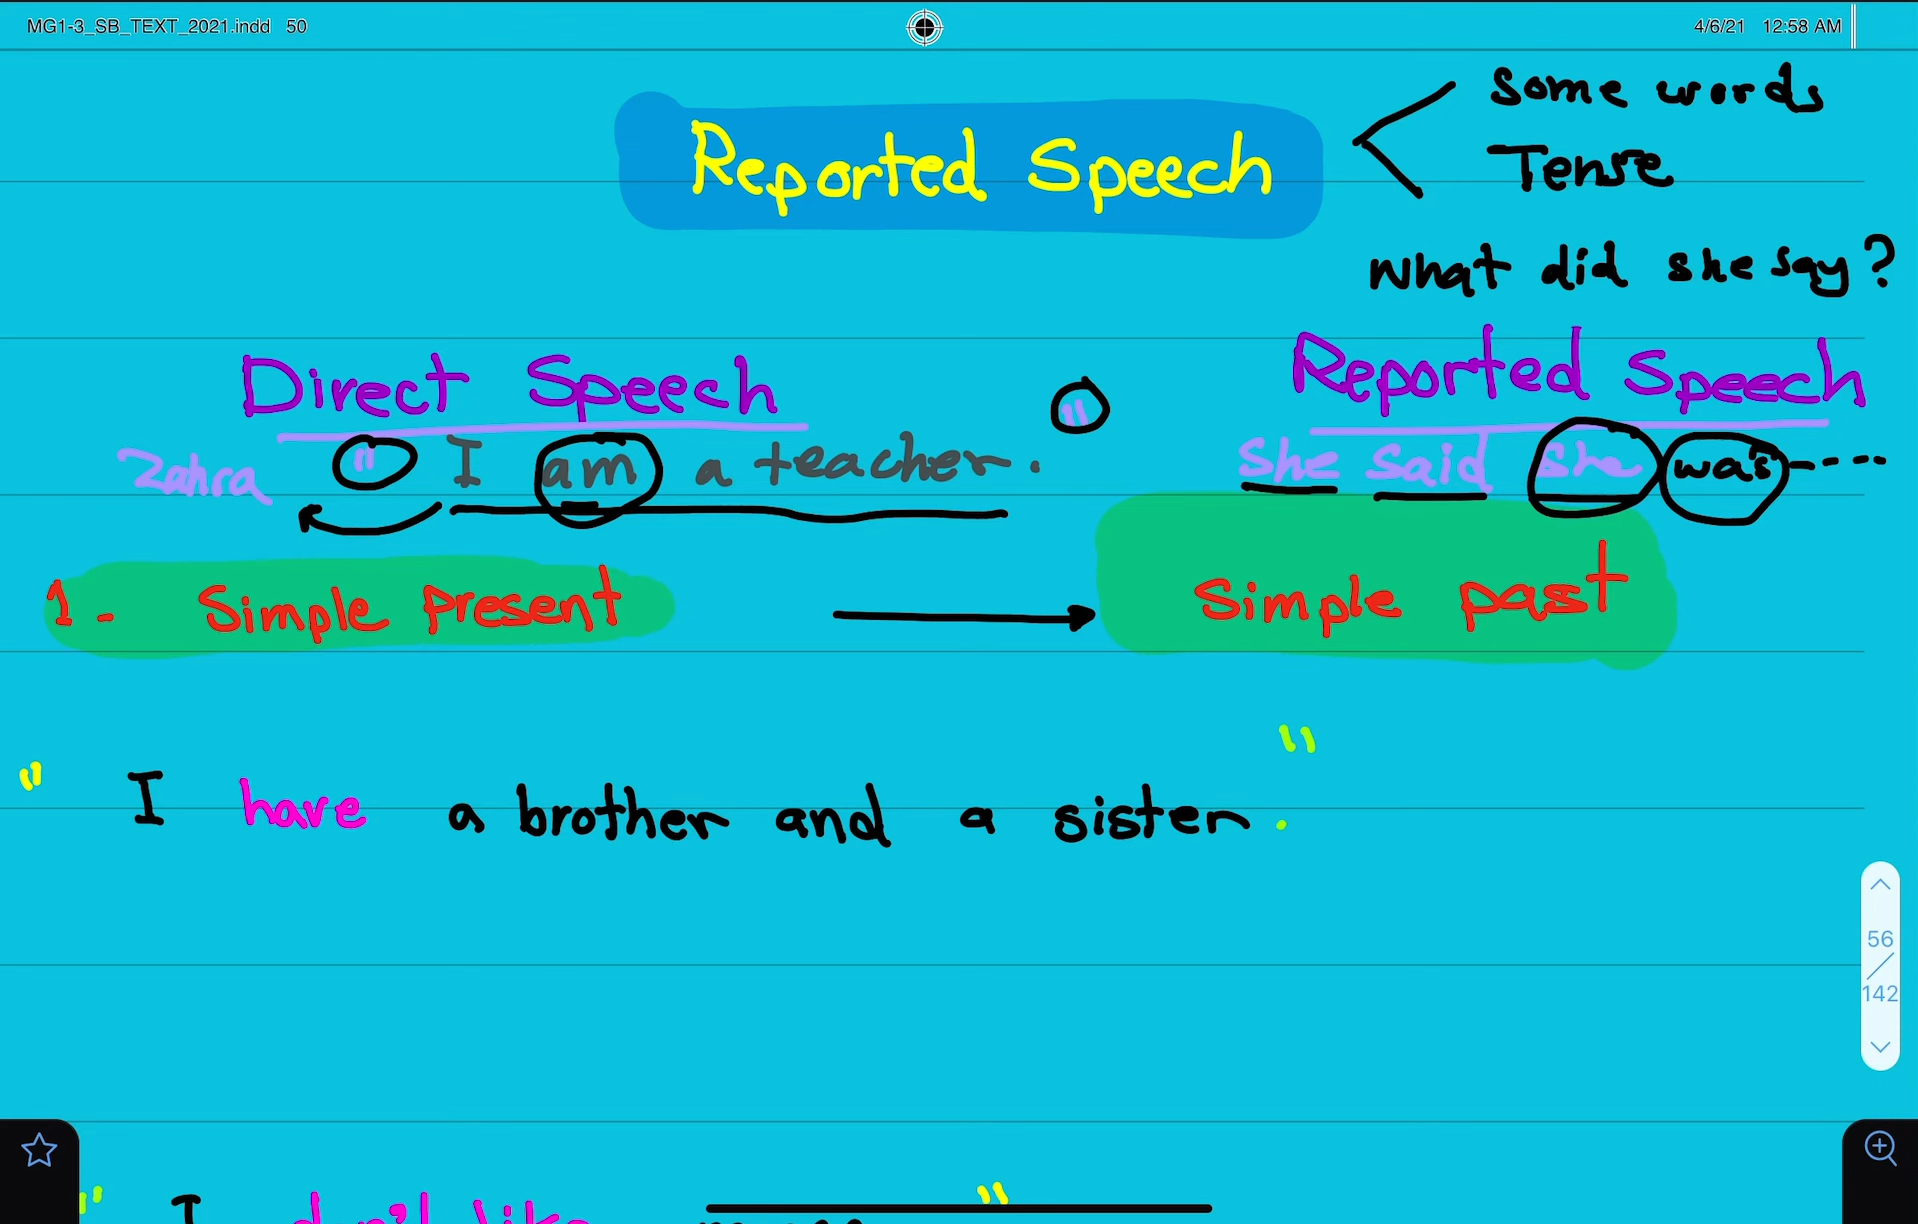 MG1-3_SB_TEXT_2021.indd 50
4/6/21 12:58 AM
Reported Speech
Some words
Tense
What did she say?
Direct Speech
Reported Speech
Zahra " I am a teacher. "
She said she was ----
1- Simple present
Simple past
" I have a brother and a sister. "
56
142
" I don't like "